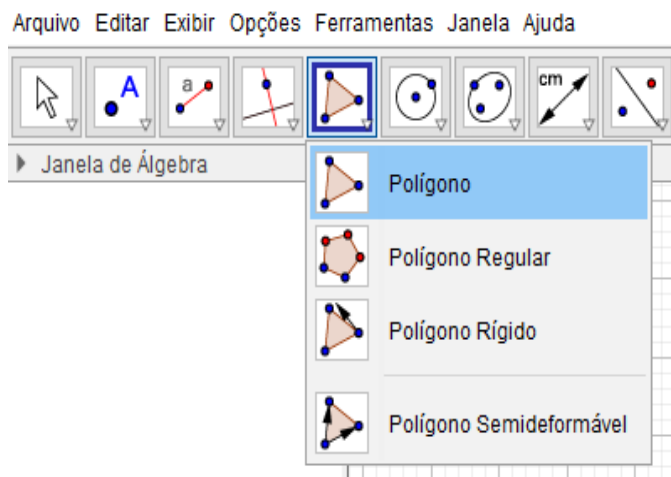 Arquivo Editar Exibir Opções Ferramentas Janela Ajuda
A a cm
Janela de Álgebra
Polígono
Polígono Regular
Polígono Rígido
Polígono Semideformável